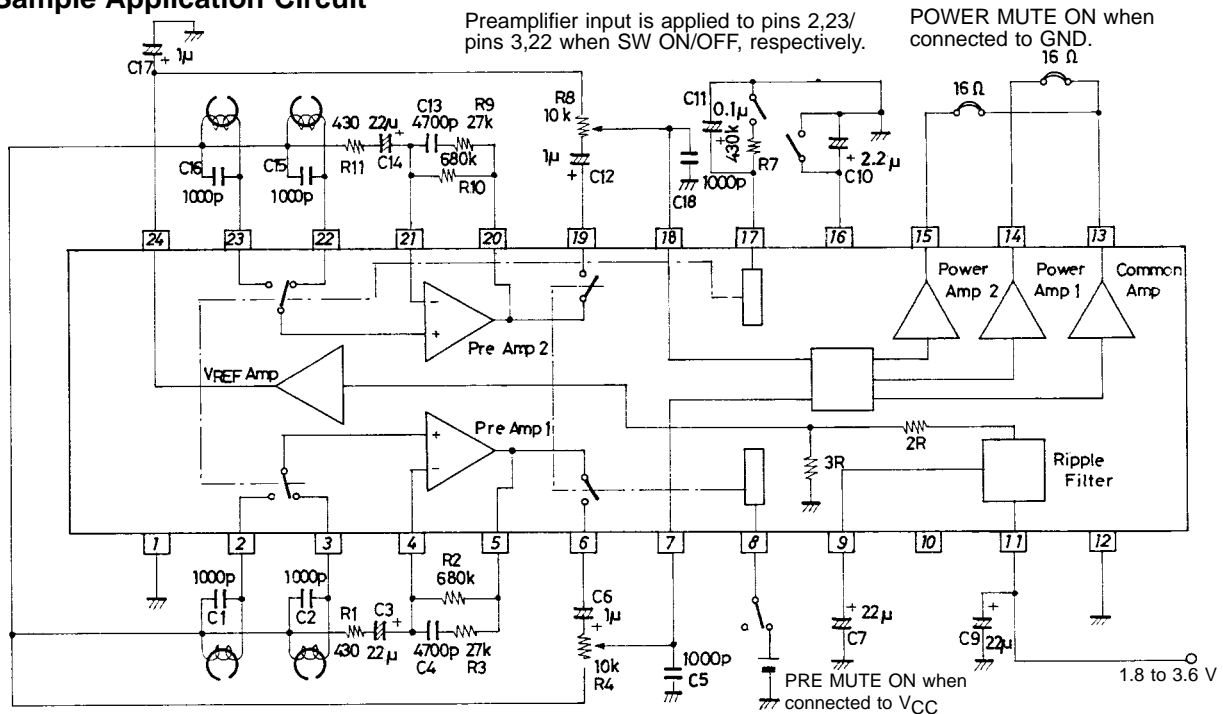 Sample Application Circuit
Preamplifier input is applied to pins 2,23/
pins 3,22 when SW ON/OFF, respectively.
POWER MUTE ON when
connected to GND.
C17
+ 1µ
16 Ω
16 Ω
430
22µ
+
C13
4700p
R9
27k
R8
10k
C11
0.1µ
+
430k
R7
+ 2.2µ
C10
C16
1000p
C15
1000p
R11
C14
680k
R10
1µ
+
C12
1000p
C18
24
23
22
21
20
19
18
17
16
15
14
13
Power
Amp 2
Power
Amp 1
Common
Amp
−
+
Pre Amp 2
VREF Amp
+
−
Pre Amp 1
2R
3R
Ripple
Filter
1
2
3
4
5
6
7
8
9
10
11
12
1000p
C1
1000p
C2
R1
430
C3
+
22µ
R2
680k
4700p
C4
27k
R3
C6
1µ
+
10k
R4
1000p
C5
+ 22µ
C7
+
C9
22µ
PRE MUTE ON when
connected to VCC
1.8 to 3.6 V